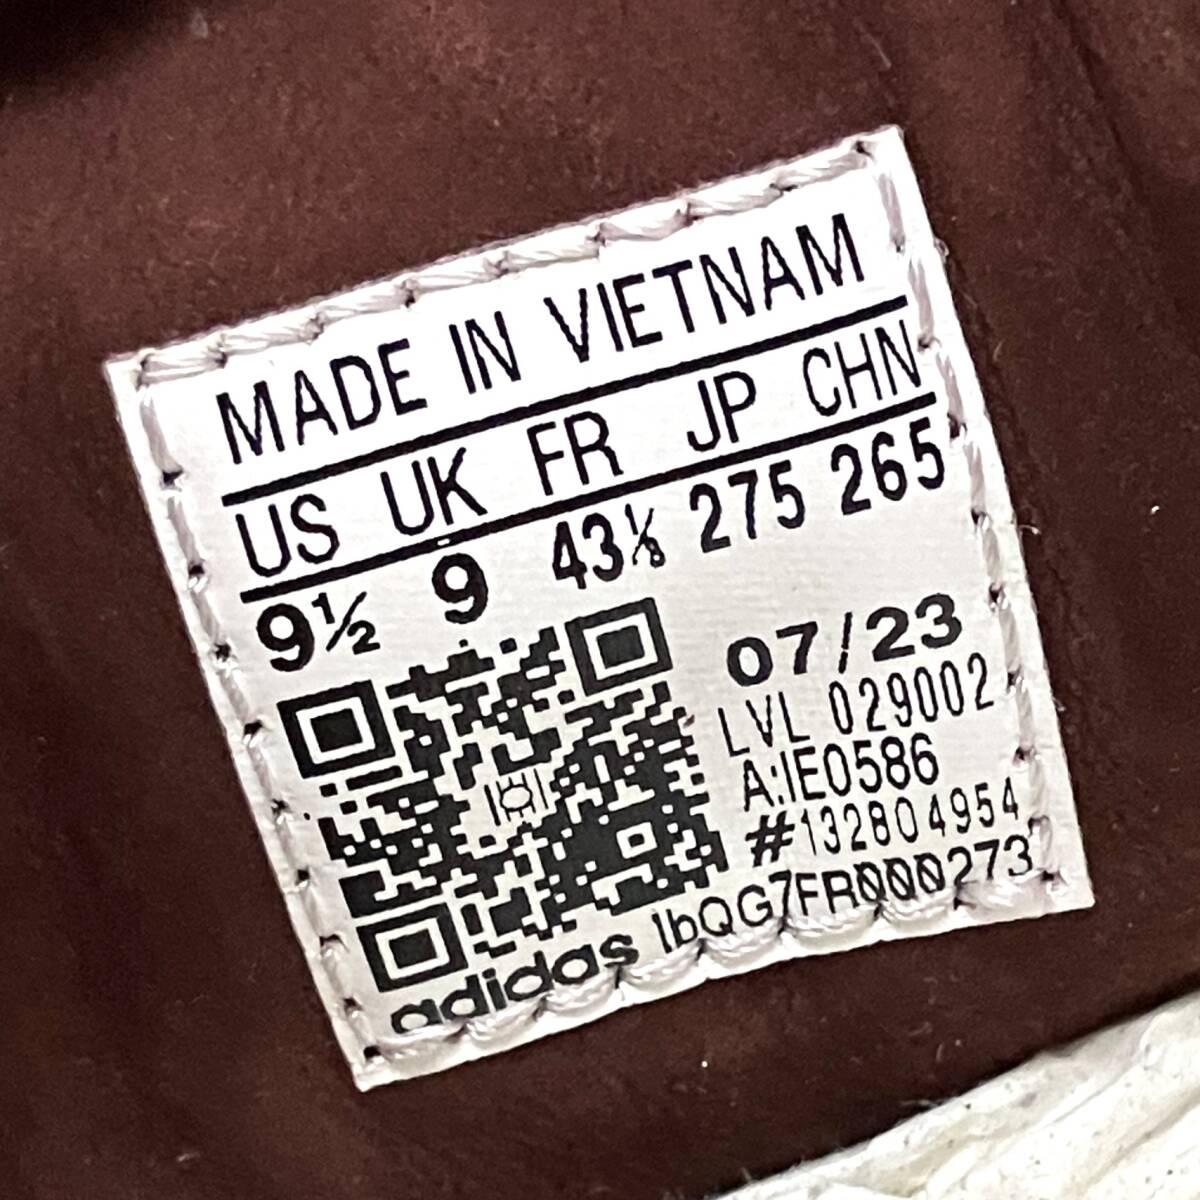 MADE IN VIETNAM
US UK FR JP CHN
9½ 9 43⅓ 275 265
07/23
LVL 029002
A:IE0586
#132804954
adidas IbQG7FR000273